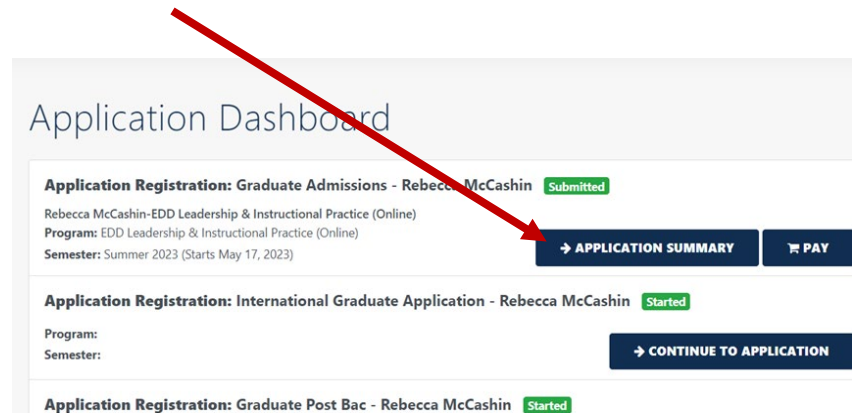 Application Dashboard
Application Registration: Graduate Admissions - Rebecca McCashin Submitted
Rebecca McCashin-EDD Leadership & Instructional Practice (Online)
Program: EDD Leadership & Instructional Practice (Online)
Semester: Summer 2023 (Starts May 17, 2023)
→ APPLICATION SUMMARY PAY
Application Registration: International Graduate Application - Rebecca McCashin Started
Program:
Semester:
→ CONTINUE TO APPLICATION
Application Registration: Graduate Post Bac - Rebecca McCashin Started